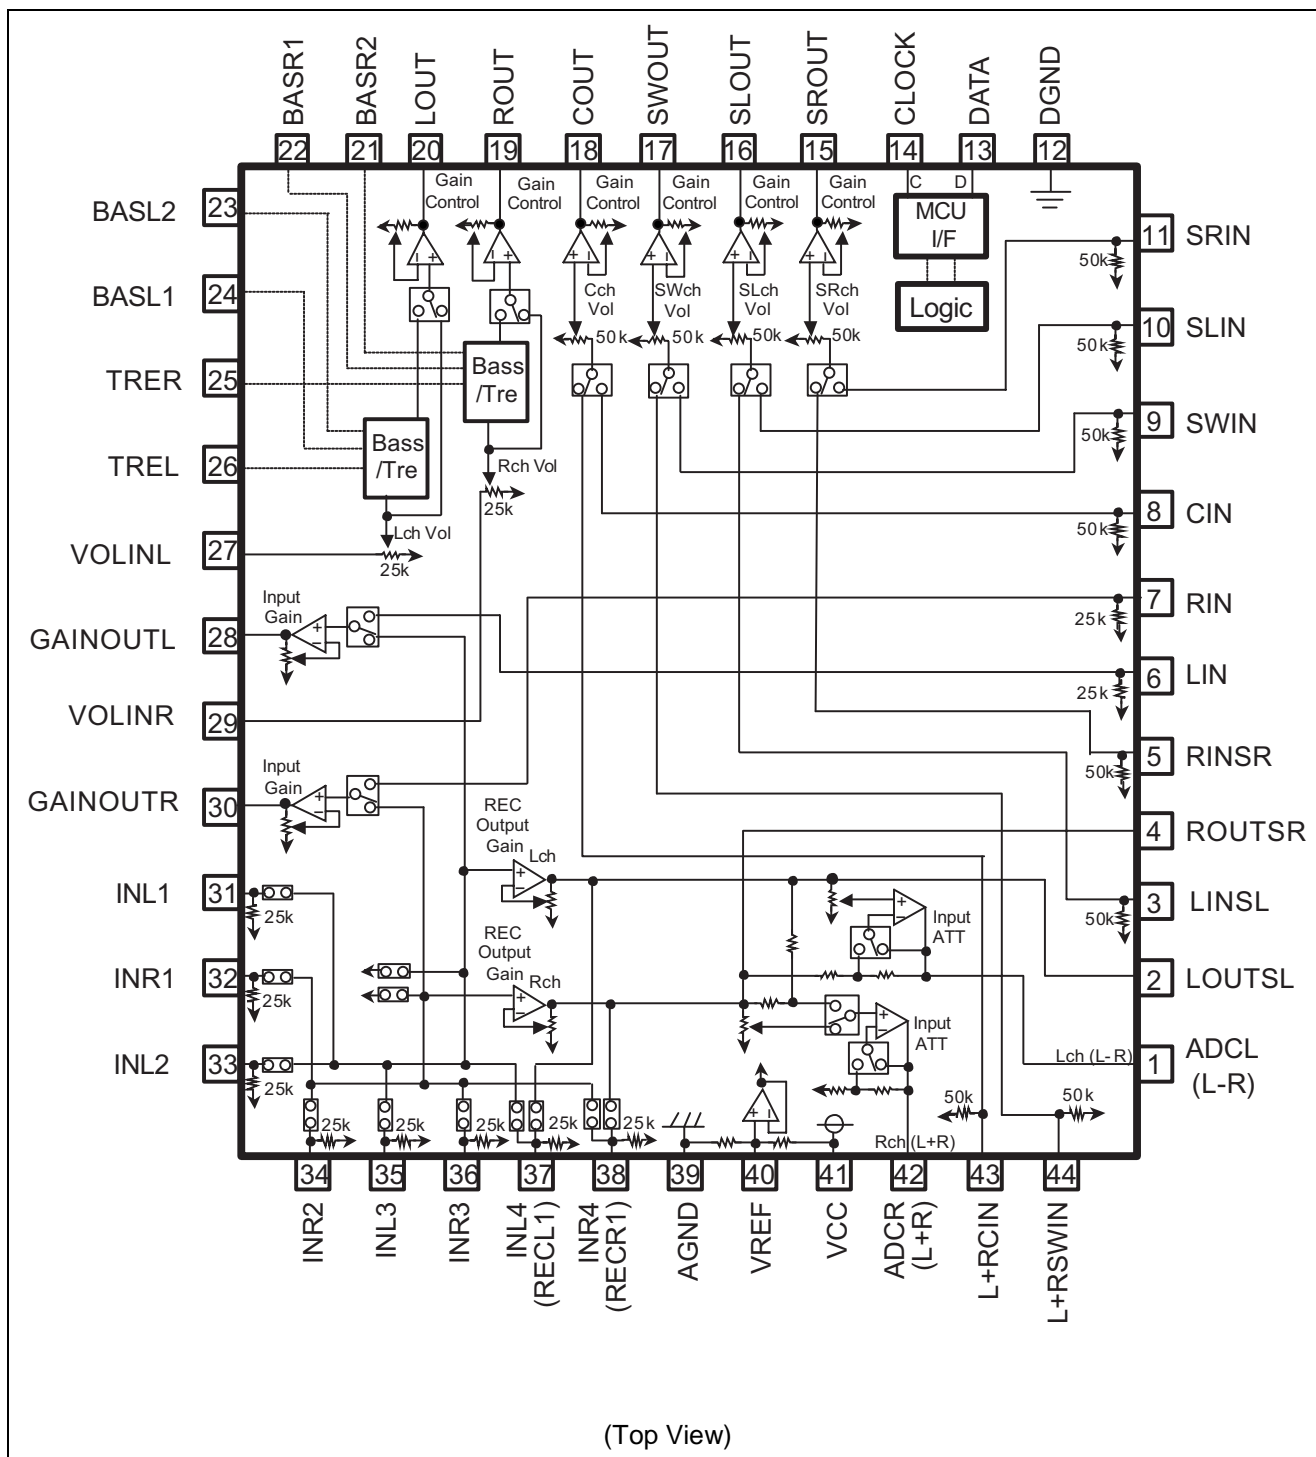 BASR1
BASR2
LOUT
ROUT
COUT
SWOUT
SLOUT
SROUT
CLOCK
DATA
DGND
22
21
20
19
18
17
16
15
14
13
12
Gain Control
Gain Control
Gain Control
Gain Control
Gain Control
Gain Control
C
D
MCU I/F
Logic
BASL2
23
BASL1
24
TRER
25
TREL
26
VOLINL
27
GAINOUTL
28
VOLINR
29
GAINOUTR
30
INL1
31
INR1
32
INL2
33
11
SRIN
50k
10
SLIN
50k
9
SWIN
50k
8
CIN
50k
7
RIN
25k
6
LIN
25k
5
RINSR
50k
4
ROUTSR
3
LINSL
50k
2
LOUTSL
1
ADCL
(L-R)
Lch (L-R)
Cch Vol
50k
SWch Vol
50k
SLch Vol
50k
SRch Vol
50k
Bass /Tre
Bass /Tre
Rch Vol
25k
Lch Vol
25k
Input Gain
+
−
Input Gain
+
−
REC Output Gain
Lch
+
−
REC Output Gain
Rch
+
−
Input ATT
+
−
Input ATT
+
−
25k
25k
25k
25k
25k
25k
25k
25k
50k
50k
Rch (L+R)
34
35
36
37
38
39
40
41
42
43
44
INR2
INL3
INR3
INL4
(RECL1)
INR4
(RECR1)
AGND
VREF
VCC
ADCR
(L+R)
L+RCIN
L+RSWIN
(Top View)